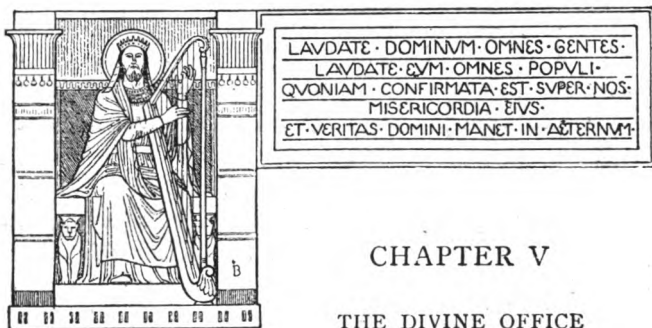 LAVDATE · DOMINVM · OMNES · GENTES ·
LAVDATE · EVM · OMNES · POPVLI ·
QVONIAM · CONFIRMATA · EST · SVPER · NOS ·
MISERICORDIA · EIVS ·
ET · VERITAS · DOMINI · MANET · IN · AETERNVM ·
B
CHAPTER V
THE DIVINE OFFICE